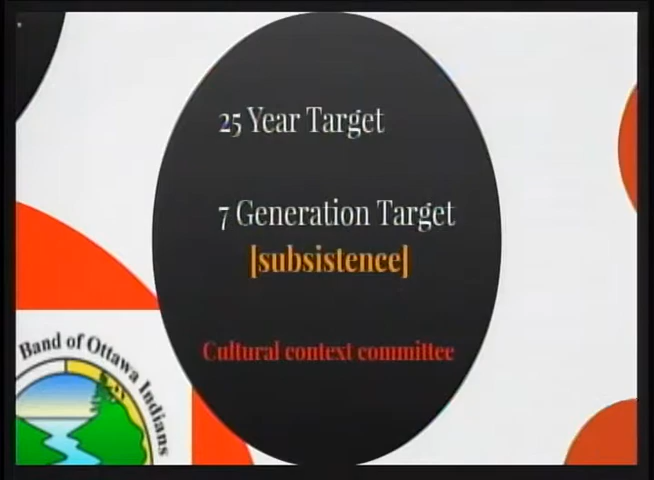 25 Year Target
7 Generation Target
[subsistence]
Cultural context committee
Band of Ottawa Indians